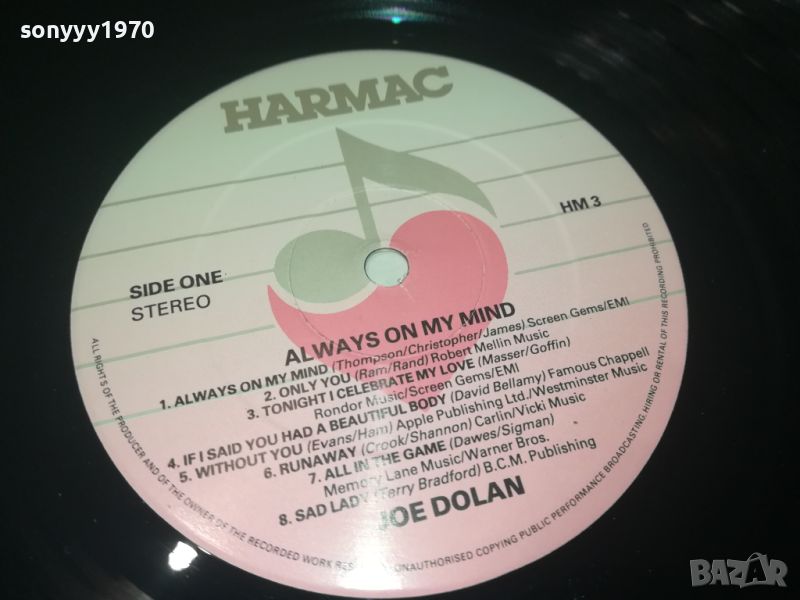 sonyyy1970
HARMAC
HM 3
SIDE ONE
STEREO
ALWAYS ON MY MIND
1. ALWAYS ON MY MIND (Thompson/Christopher/James) Screen Gems/EMI
2. ONLY YOU (Ram/Rand) Robert Mellin Music
3. TONIGHT I CELEBRATE MY LOVE (Masser/Goffin)
Rondor Music/Screen Gems/EMI
4. IF I SAID YOU HAD A BEAUTIFUL BODY (David Bellamy) Famous Chappell
5. WITHOUT YOU (Evans/Ham) Apple Publishing Ltd./Westminster Music
6. RUNAWAY (Crook/Shannon) Carlin/Vicki Music
7. ALL IN THE GAME (Dawes/Sigman)
Memory Lane Music/Warner Bros.
8. SAD LADY (Terry Bradford) B.C.M. Publishing
JOE DOLAN
ALL RIGHTS OF THE PRODUCER AND OF THE OWNER OF THE RECORDED WORK RES UNAUTHORISED COPYING PUBLIC PERFORMANCE BROADCASTING, HIRING OR RENTAL OF THIS RECORDING PROHIBITED
BAZAR